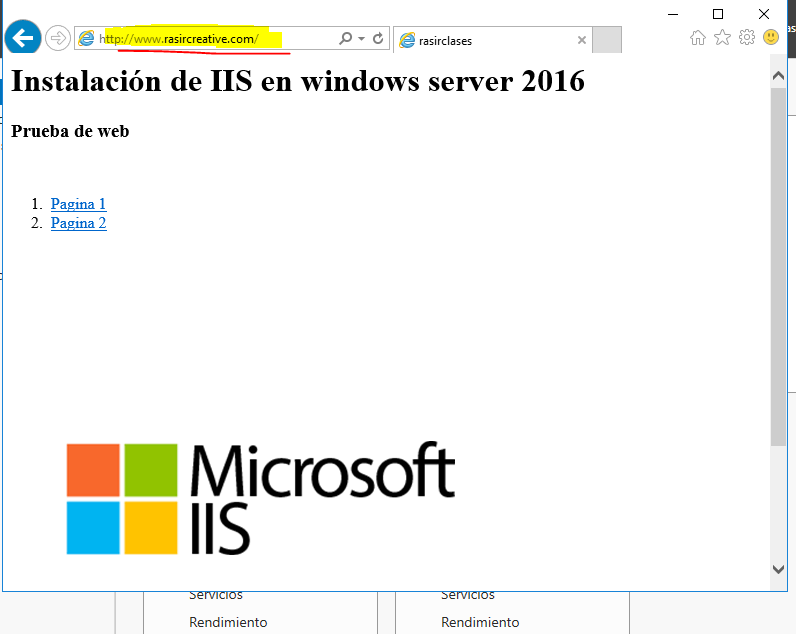 http://www.rasircreative.com/
rasirclases
Instalación de IIS en windows server 2016
Prueba de web
1. Pagina 1
2. Pagina 2
Microsoft
IIS
Servicios
Servicios
Rendimiento
Rendimiento